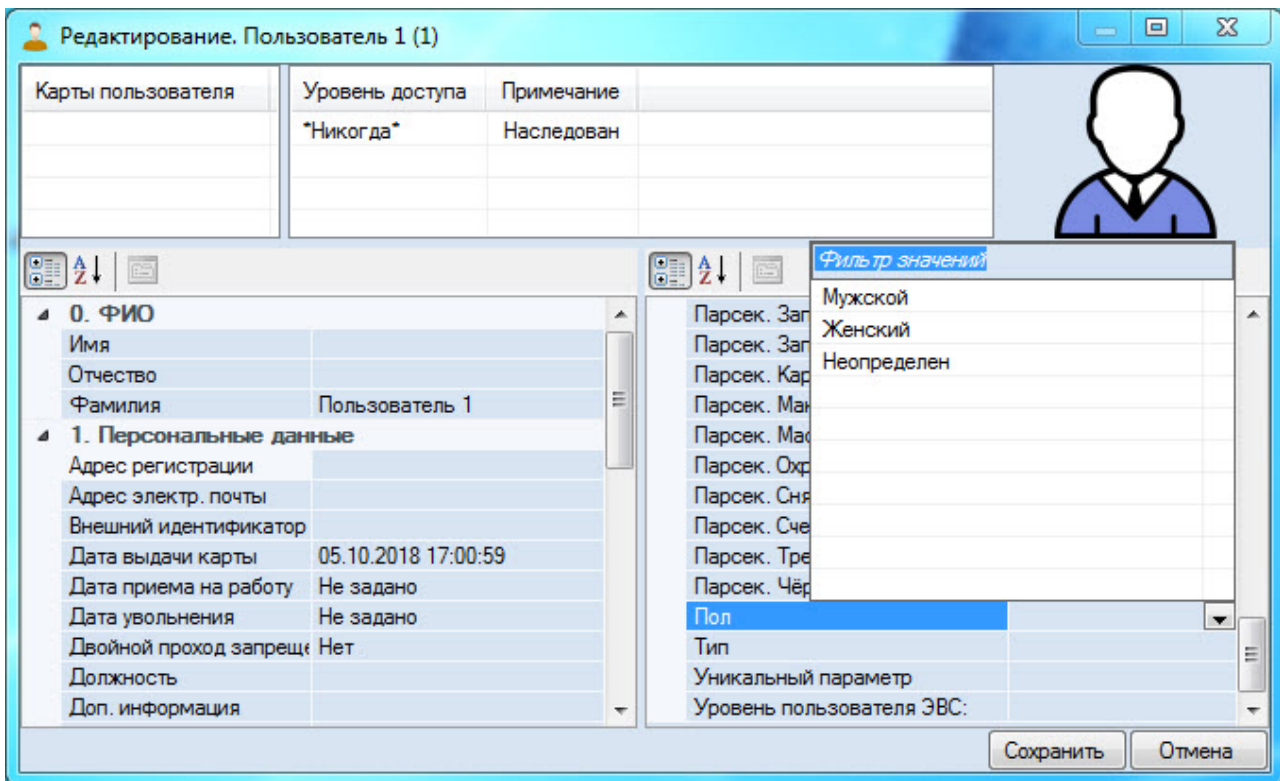 Редактирование. Пользователь 1 (1)
Карты пользователя
Уровень доступа Примечание
*Никогда* Наследован
0. ФИО
Имя
Отчество
Фамилия Пользователь 1
1. Персональные данные
Адрес регистрации
Адрес электр. почты
Внешний идентификатор
Дата выдачи карты 05.10.2018 17:00:59
Дата приема на работу Не задано
Дата увольнения Не задано
Двойной проход запреще Нет
Должность
Доп. информация
Фильтр значений
Мужской
Женский
Неопределен
Парсек. Зап
Парсек. Зап
Парсек. Кар
Парсек. Мак
Парсек. Мас
Парсек. Охр
Парсек. Сня
Парсек. Сче
Парсек. Тре
Парсек. Чёр
Пол
Тип
Уникальный параметр
Уровень пользователя ЭВС:
Сохранить Отмена